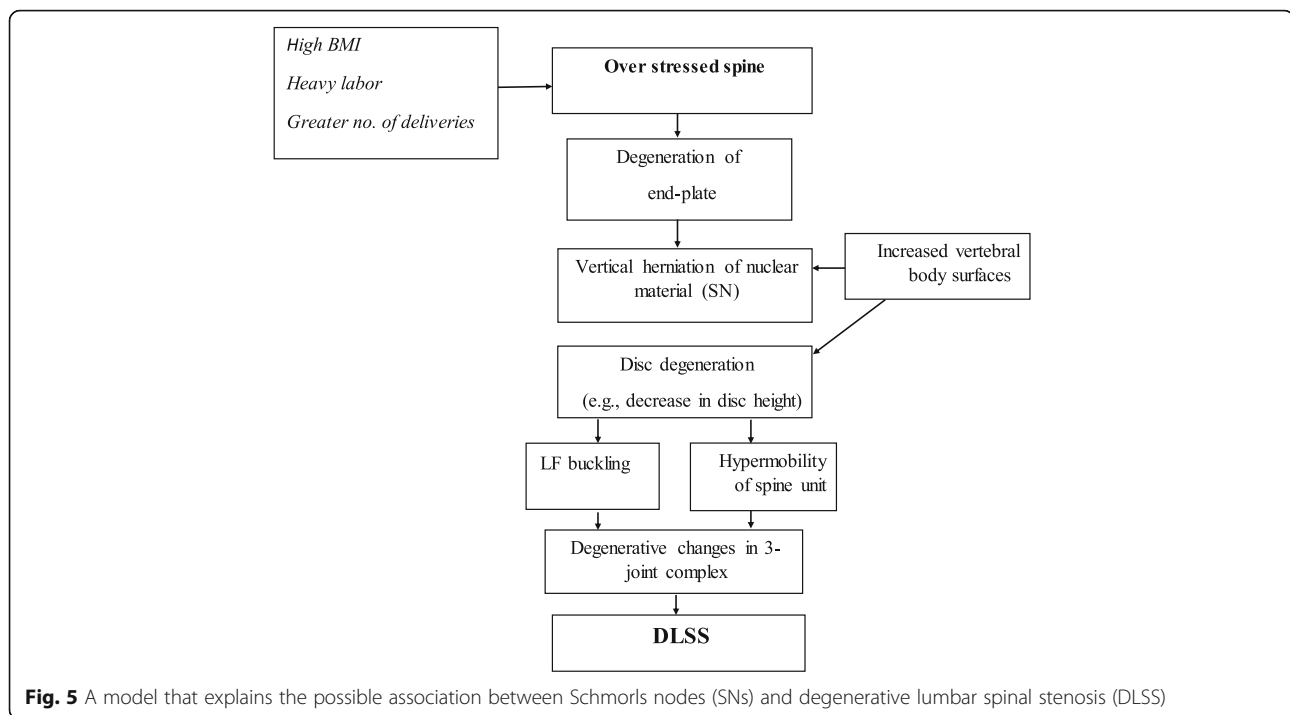 High BMI
Heavy labor
Greater no. of deliveries
Over stressed spine
Degeneration of
end-plate
Vertical herniation of nuclear
material (SN)
Increased vertebral
body surfaces
Disc degeneration
(e.g., decrease in disc height)
LF buckling
Hypermobility
of spine unit
Degenerative changes in 3-
joint complex
DLSS
Fig. 5 A model that explains the possible association between Schmorls nodes (SNs) and degenerative lumbar spinal stenosis (DLSS)